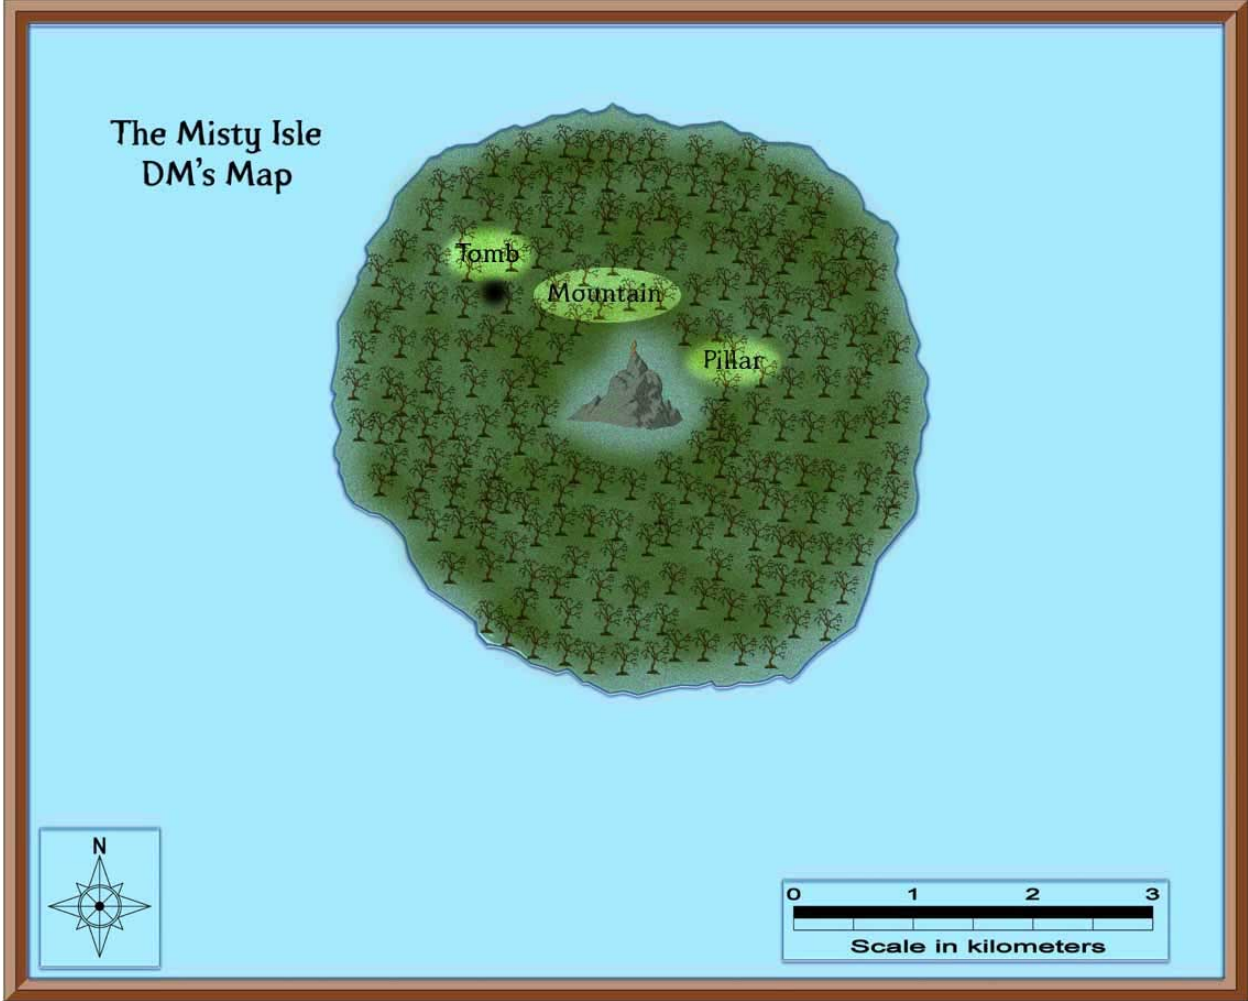 The Misty Isle
DM's Map
Tomb
Mountain
Pillar
N
0 1 2 3
Scale in kilometers